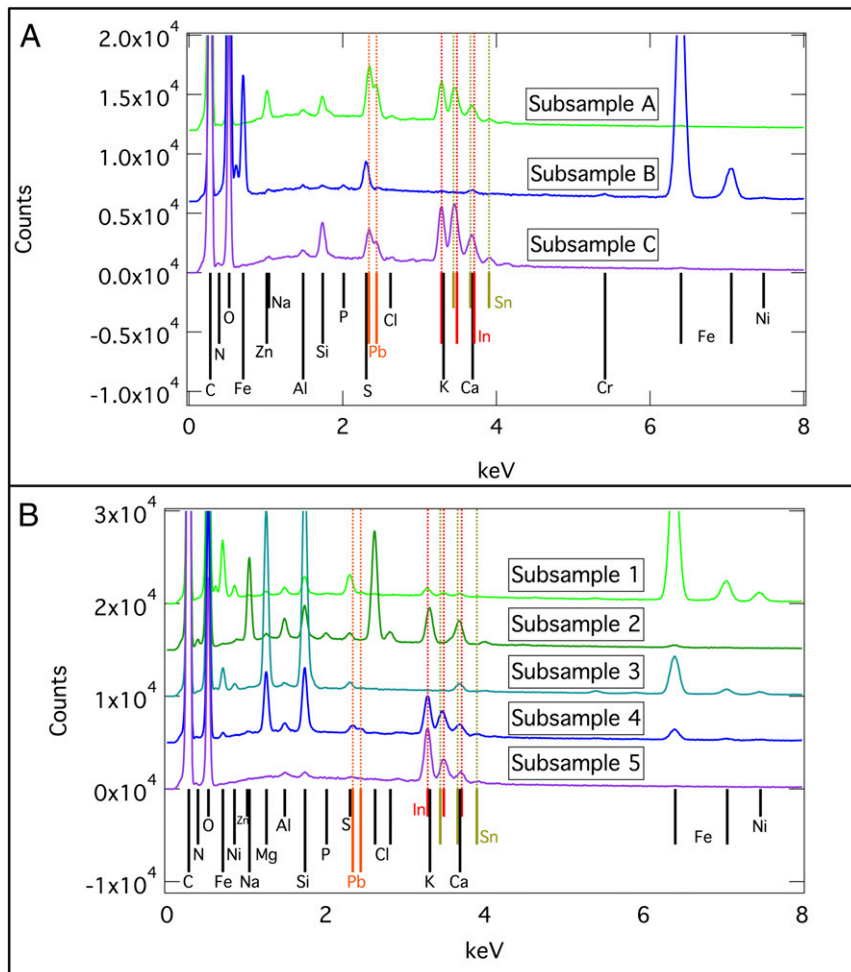 A
2.0x10⁴
1.5x10⁴
1.0x10⁴
0.5x10⁴
0.0x10⁴
-0.5x10⁴
-1.0x10⁴
Counts
Subsample A
Subsample B
Subsample C
Na Sn
O P Cl Ni
N Zn Si Pb In Fe
C Fe Al S K Ca Cr
0 2 4 6 8
keV
B
3x10⁴
2x10⁴
1x10⁴
0x10⁴
-1x10⁴
Counts
Subsample 1
Subsample 2
Subsample 3
Subsample 4
Subsample 5
In
O Zn Al S Sn Ni
N Ni Mg P Cl Fe
C Fe Na Si Pb K Ca
0 2 4 6 8
keV